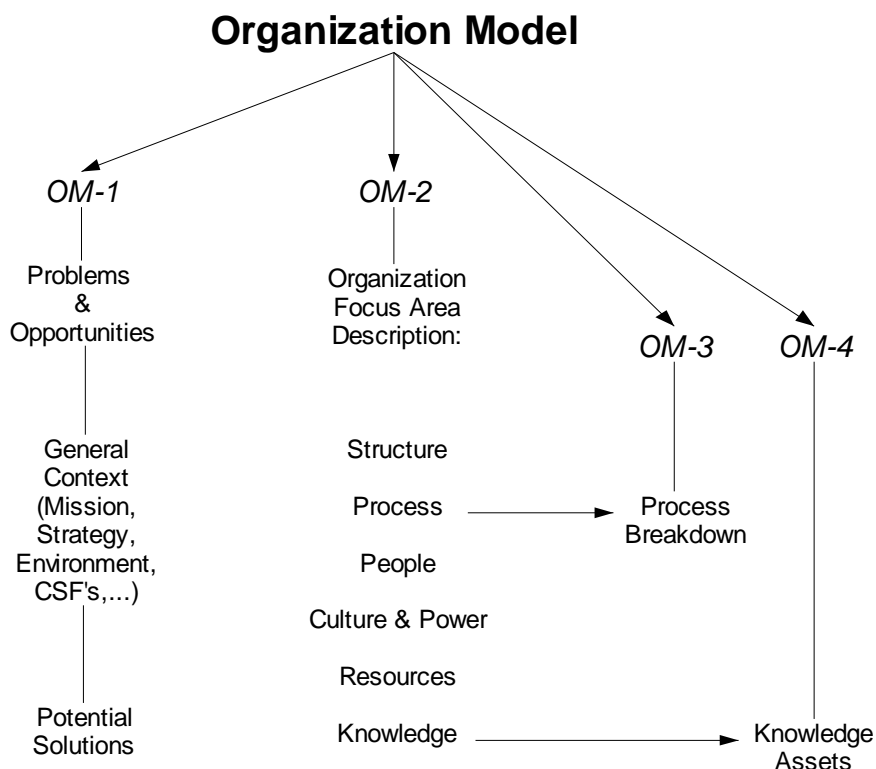 Organization Model
OM-1
Problems
&
Opportunities
General
Context
(Mission,
Strategy,
Environment,
CSF's,...)
Potential
Solutions
OM-2
Organization
Focus Area
Description:
Structure
Process
People
Culture & Power
Resources
Knowledge
OM-3
Process
Breakdown
OM-4
Knowledge
Assets